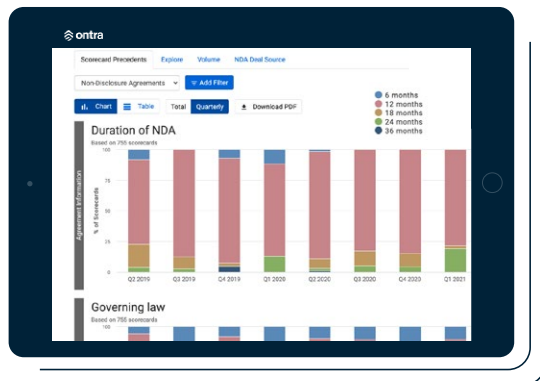 ontra
Scorecard Precedents Explore Volume NDA Deal Source
Non-Disclosure Agreements Add Filter
Chart Table Total Quarterly Download PDF
6 months
12 months
18 months
24 months
36 months
Duration of NDA
Based on 755 scorecards
Agreement Information
% of Scorecards
100
75
50
25
0
Q2 2019 Q3 2019 Q4 2019 Q1 2020 Q2 2020 Q3 2020 Q4 2020 Q1 2021
Governing law
Based on 755 scorecards
100